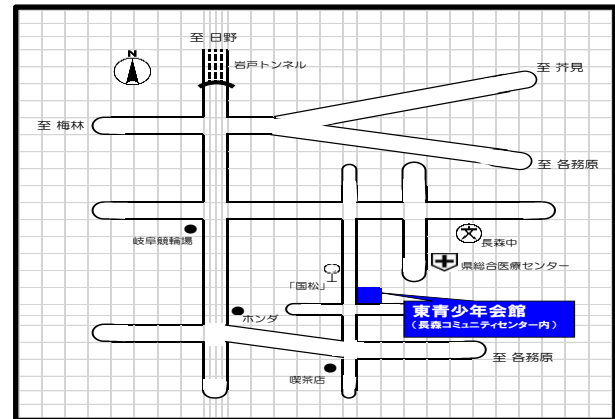 至 日野
N
岩戸トンネル
至 芥見
至 梅林
至 各務原
岐阜競輪場
文
長森中
県総合医療センター
「国松」
ホンダ
東青少年会館
（長森コミュニティセンター内）
至 各務原
喫茶店